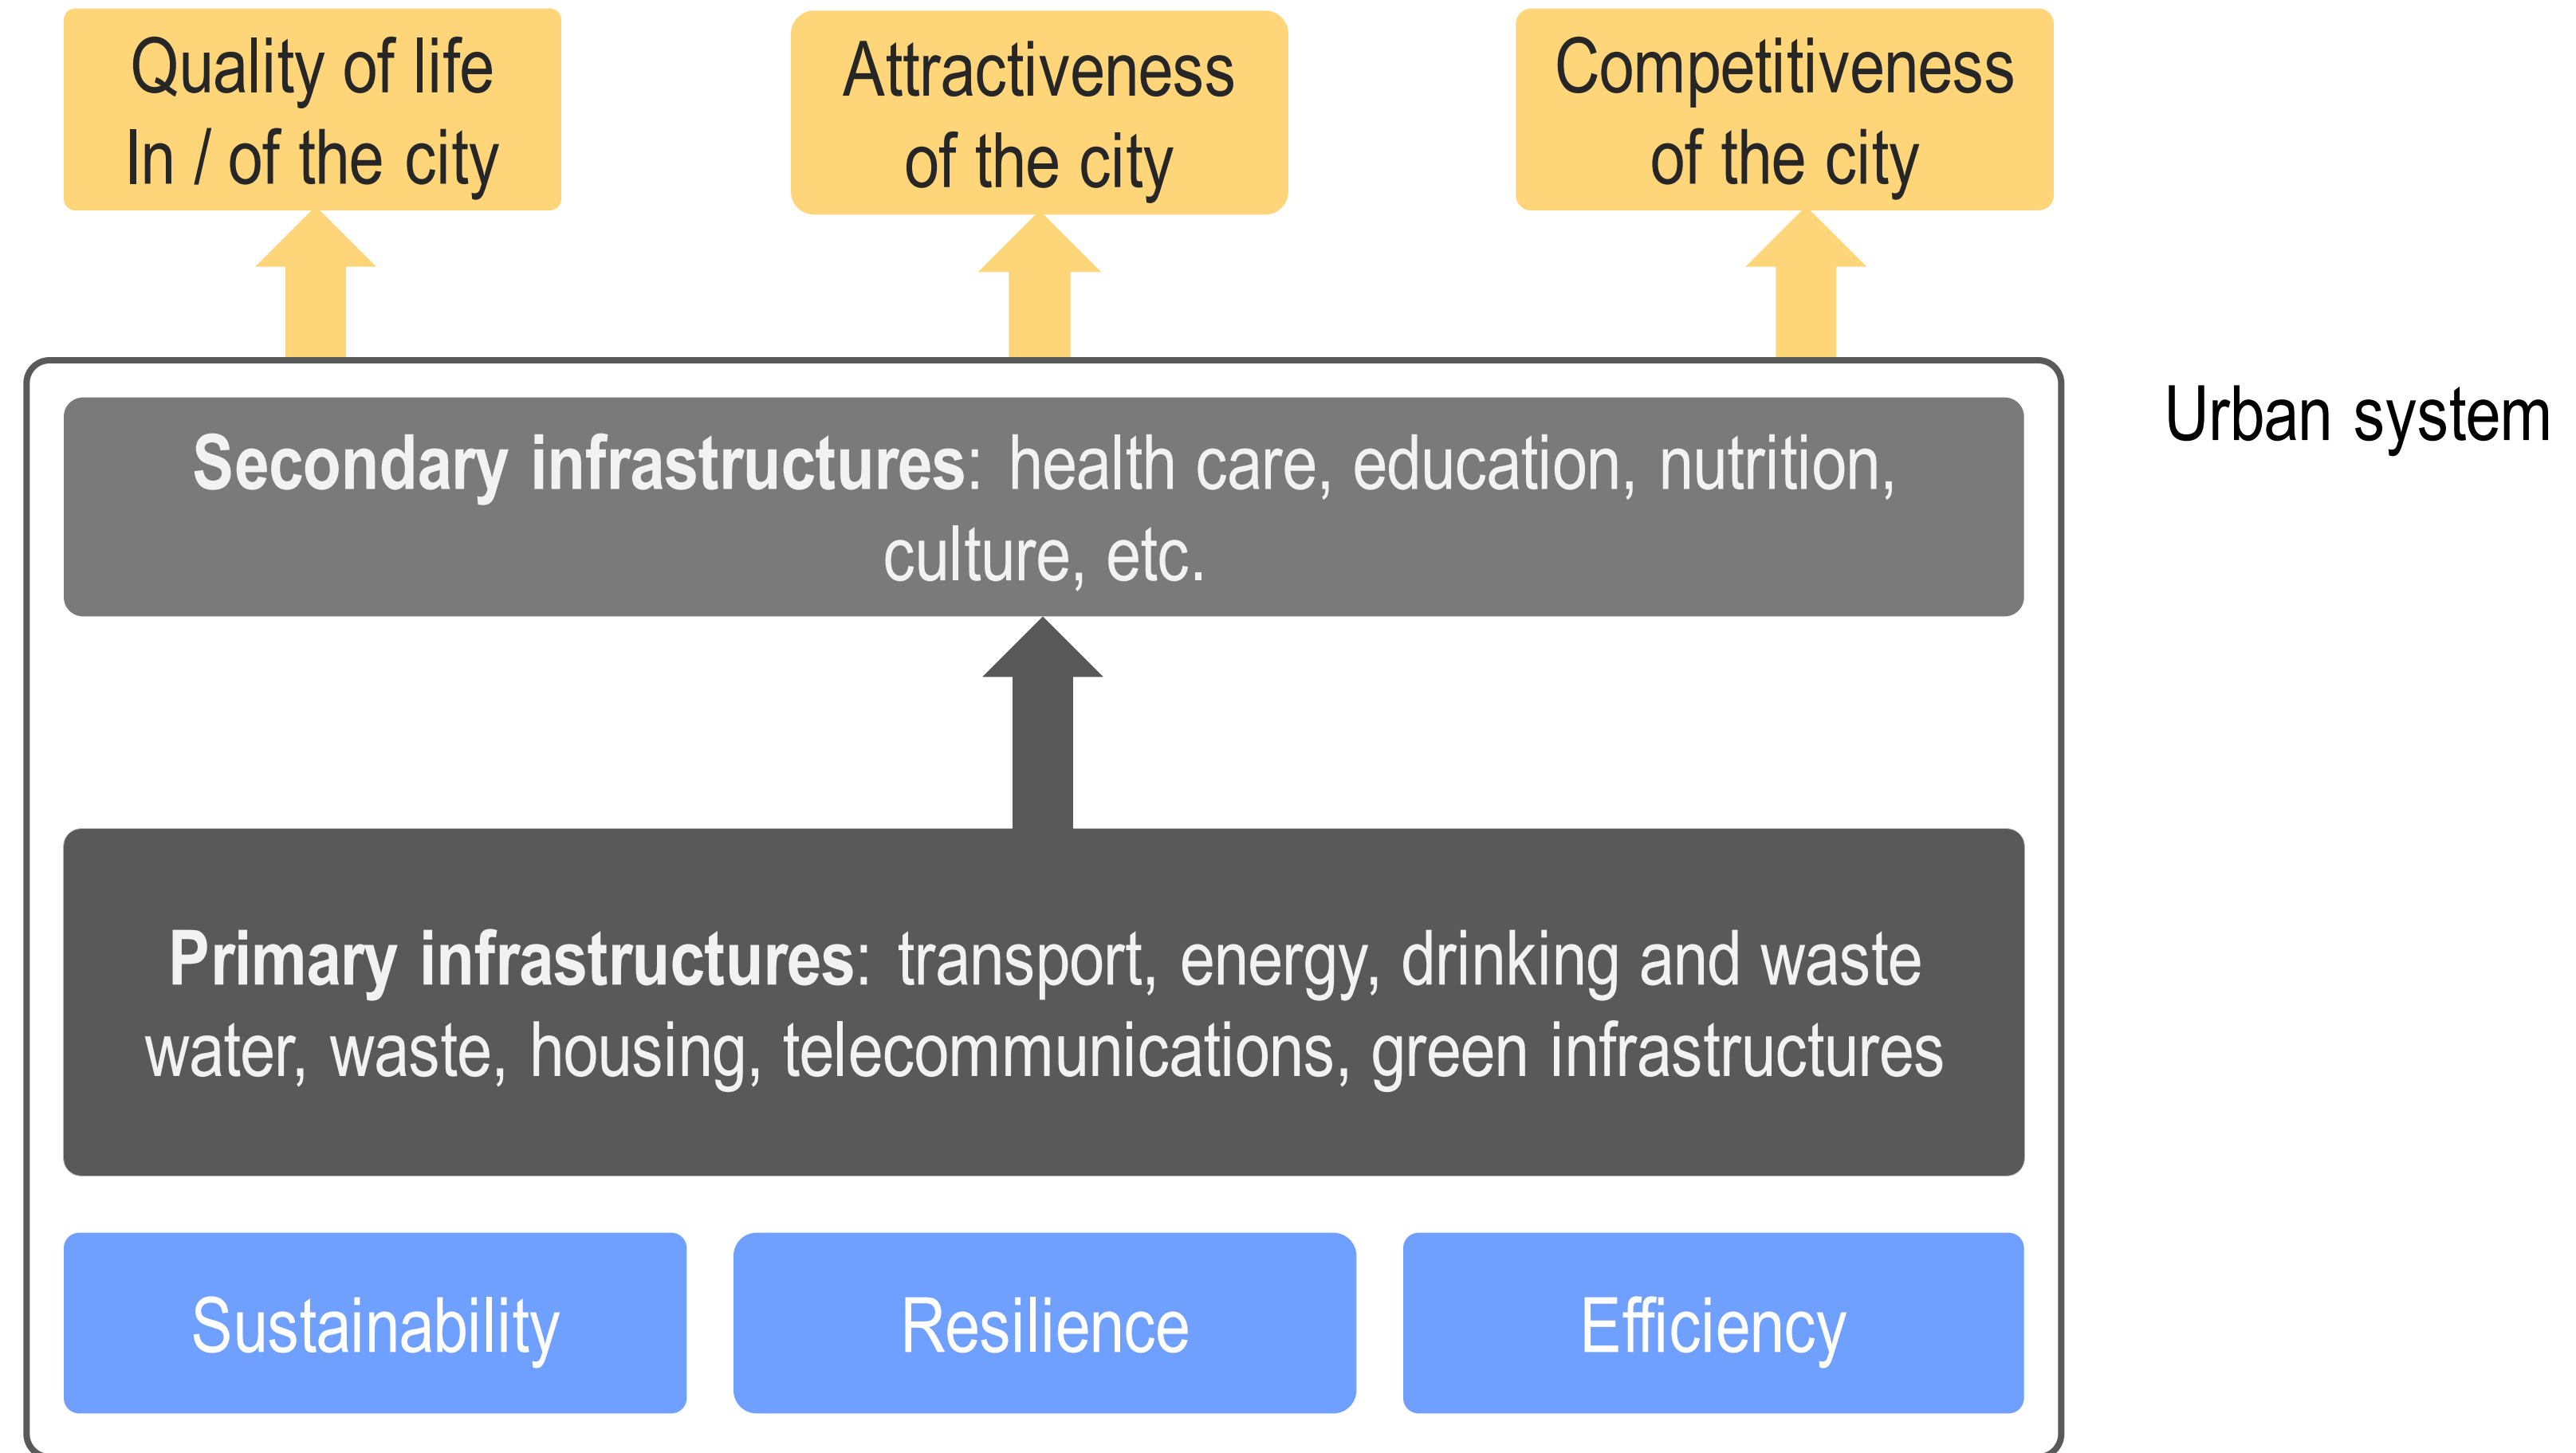 Quality of life
In / of the city
Attractiveness
of the city
Competitiveness
of the city
Urban system
Secondary infrastructures: health care, education, nutrition,
culture, etc.
Primary infrastructures: transport, energy, drinking and waste
water, waste, housing, telecommunications, green infrastructures
Sustainability
Resilience
Efficiency